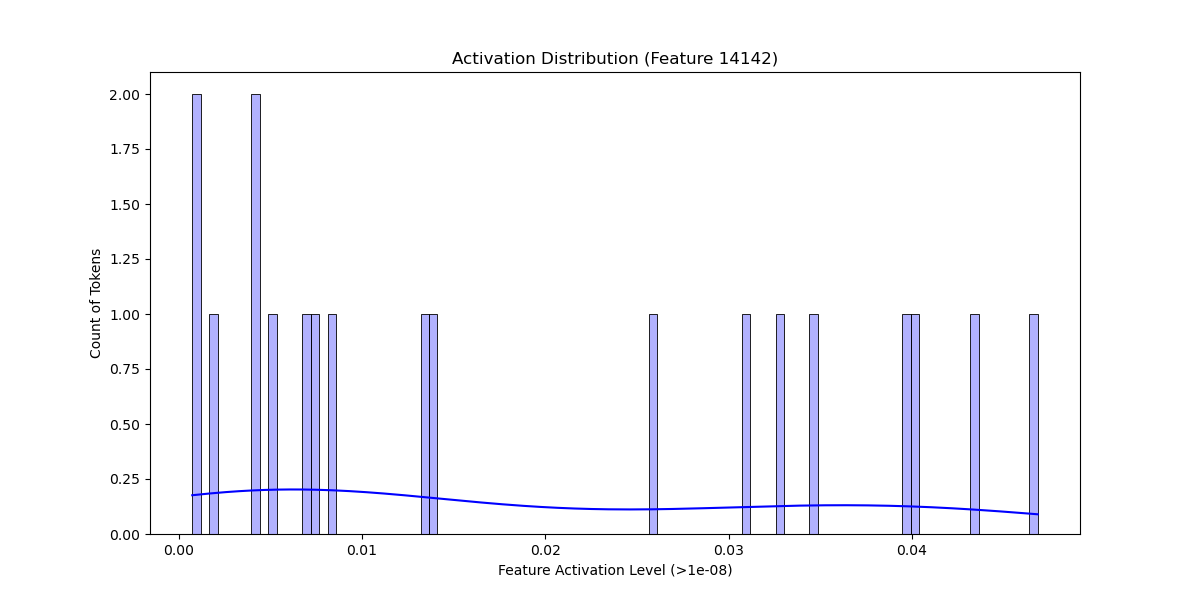 Activation Distribution (Feature 14142)
2.00
1.75
1.50
1.25
1.00
0.75
0.50
0.25
0.00
Count of Tokens
0.00 0.01 0.02 0.03 0.04
Feature Activation Level (>1e-08)